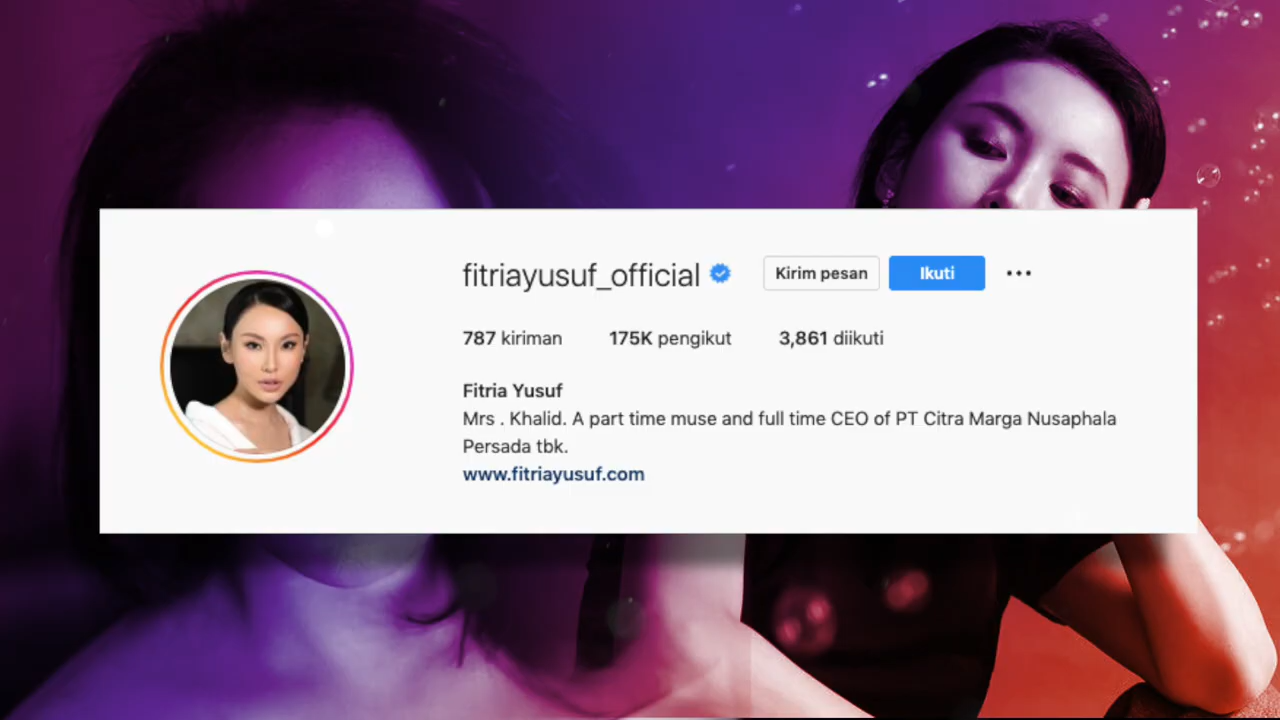 fitriayusuf_official
Kirim pesan
Ikuti
787 kiriman
175K pengikut
3,861 diikuti
Fitria Yusuf
Mrs . Khalid. A part time muse and full time CEO of PT Citra Marga Nusaphala
Persada tbk.
www.fitriayusuf.com